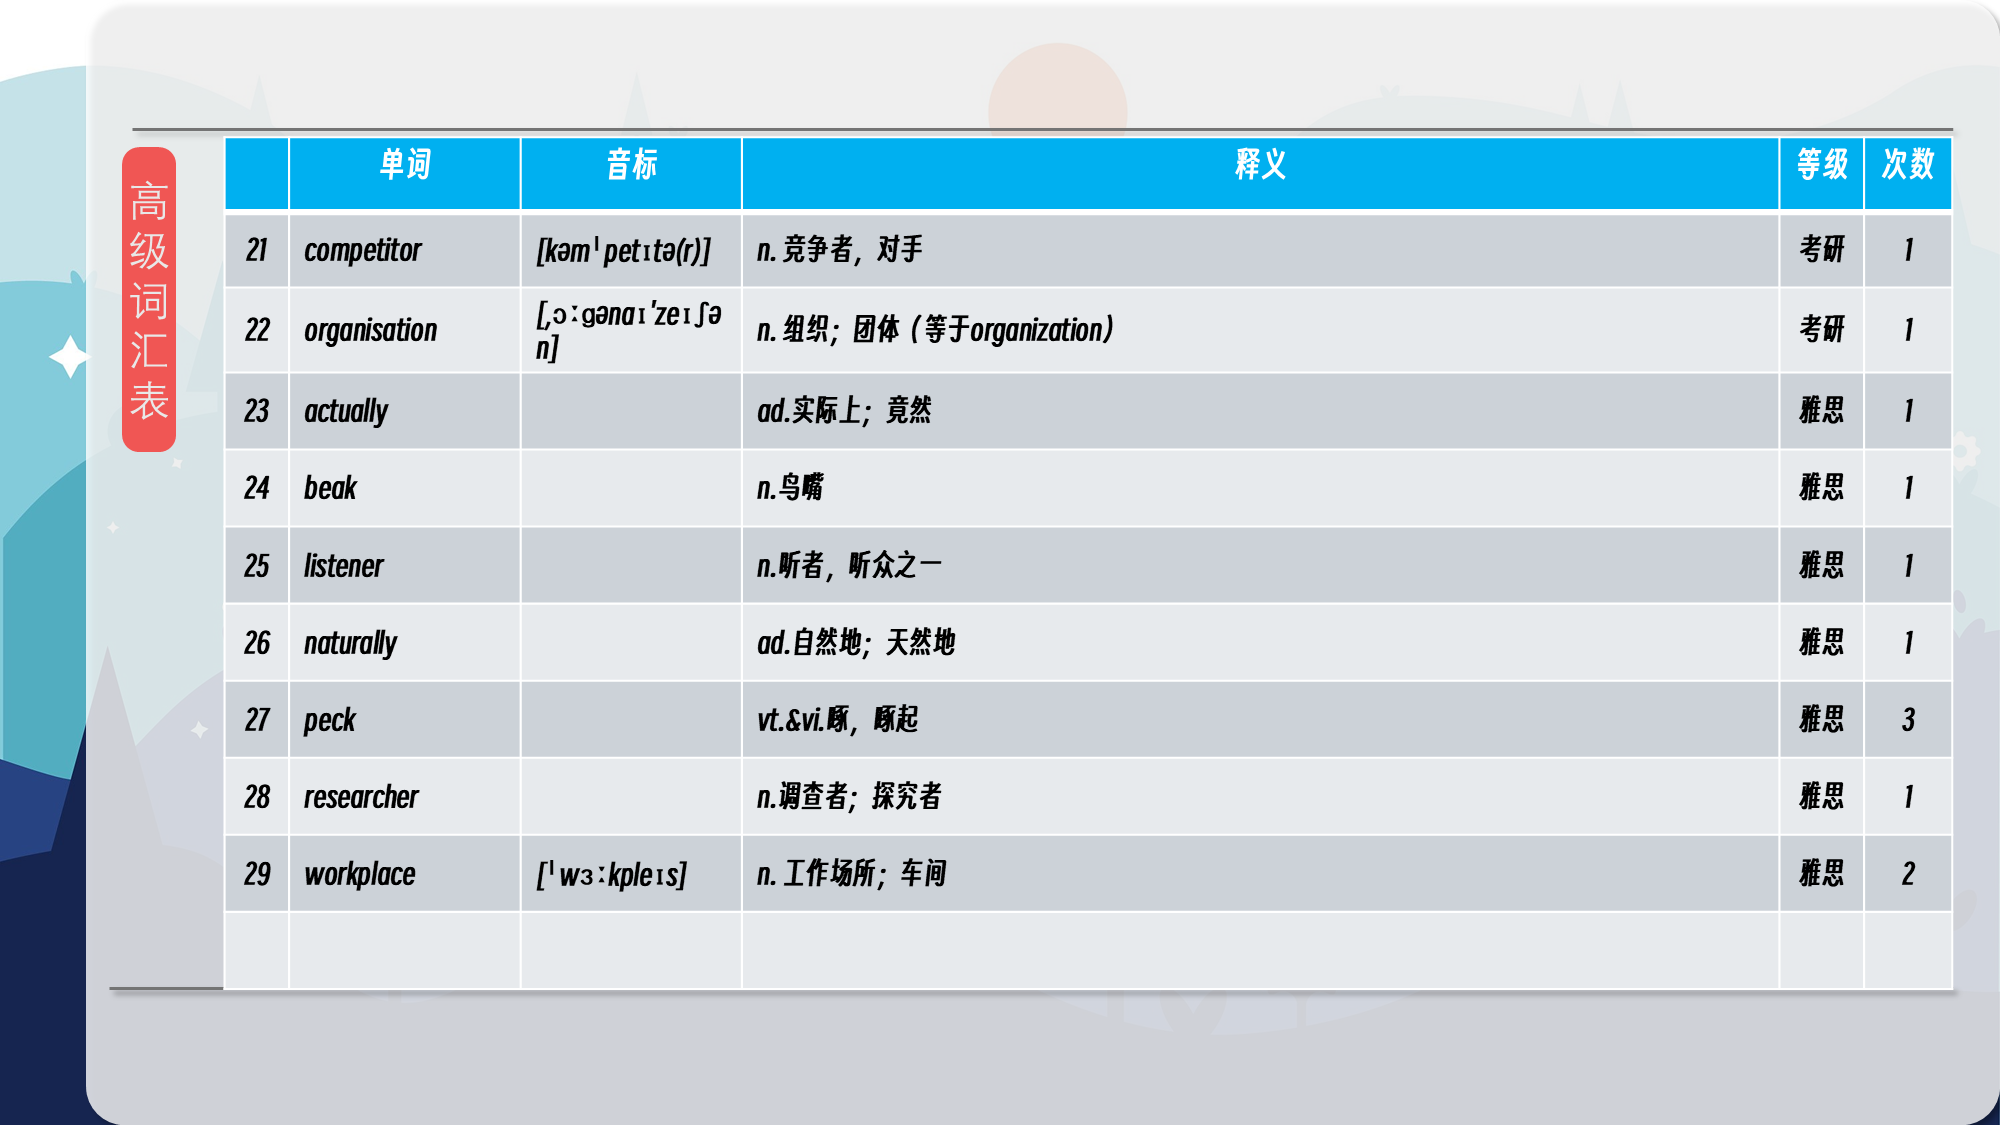 高级词汇表
单词 音标 释义 等级 次数
21 competitor [kəmˈpetɪtə(r)] n. 竞争者，对手 考研 1
22 organisation [,ɔːgənaɪ'zeɪʃən] n. 组织；团体（等于organization） 考研 1
23 actually ad.实际上；竟然 雅思 1
24 beak n.鸟嘴 雅思 1
25 listener n.听者，听众之一 雅思 1
26 naturally ad.自然地；天然地 雅思 1
27 peck vt.&vi.啄，啄起 雅思 3
28 researcher n.调查者；探究者 雅思 1
29 workplace [ˈwɜːkpleɪs] n. 工作场所；车间 雅思 2